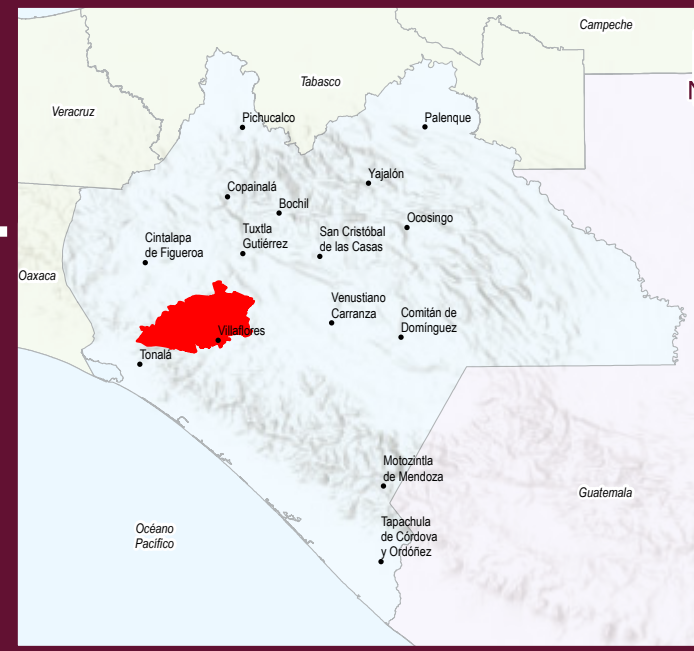 Campeche
Tabasco
N
Veracruz
Pichucalco
Palenque
Yajalón
Copainalá
Bochil
Ocosingo
Tuxtla
Gutiérrez
San Cristóbal
de las Casas
Cintalapa
de Figueroa
Oaxaca
Venustiano
Carranza
Comitán de
Domínguez
Villaflores
Tonalá
Motozintla
de Mendoza
Guatemala
Océano
Pacífico
Tapachula
de Córdova
y Ordóñez